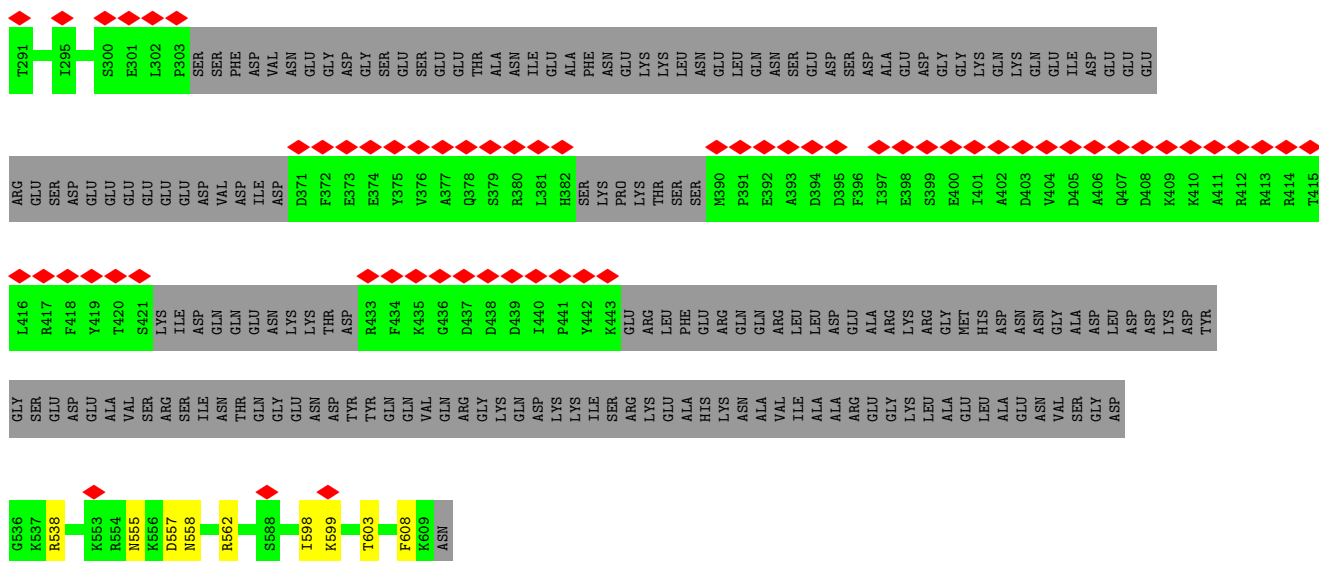 T291 I295 S300 E301 L302 P303 SER SER PHE ASP VAL ASN GLU GLY ASP GLY SER GLU SER GLU GLU THR ALA ASN ILE GLU ALA PHE ASN GLU LYS LYS LEU ASN GLU LEU GLN ASN SER GLU ASP SER ASP ALA GLU ASP GLY GLY LYS GLN LYS GLN GLU ILE ASP GLU GLU GLU
ARG GLU SER ASP GLU GLU GLU GLU GLU GLU ASP VAL ASP ILE ASP D371 F372 E373 E374 Y375 V376 A377 Q378 S379 R380 L381 H382 SER LYS PRO LYS THR SER SER M390 P391 E392 A393 D394 D395 F396 I397 E398 S399 E400 I401 A402 D403 V404 D405 A406 Q407 D408 K409 K410 A411 R412 R413 R414 T415
L416 R417 F418 Y419 T420 S421 LYS ILE ASP GLN GLN GLU ASN LYS LYS THR ASP R433 F434 K435 G436 D437 D438 D439 I440 P441 Y442 K443 GLU ARG LEU PHE GLU ARG GLN GLN ARG LEU LEU ASP GLU ALA ARG LYS ARG GLY MET HIS ASP ASN ASN GLY ALA ASP LEU ASP ASP LYS ASP TYR
GLY SER GLU ASP GLU ALA VAL SER ARG SER ILE ASN THR GLN GLY GLU ASN ASP TYR TYR GLN GLN VAL GLN ARG GLY LYS GLN ASP LYS LYS ILE SER ARG LYS GLU ALA HIS LYS ASN ALA VAL ILE ALA ALA ARG GLU GLY LYS LEU ALA GLU LEU ALA GLU ASN VAL SER GLY ASP
G536 K537 R538 K553 R554 N555 K556 D557 N558 R562 S588 I598 K599 T603 F608 K609 ASN